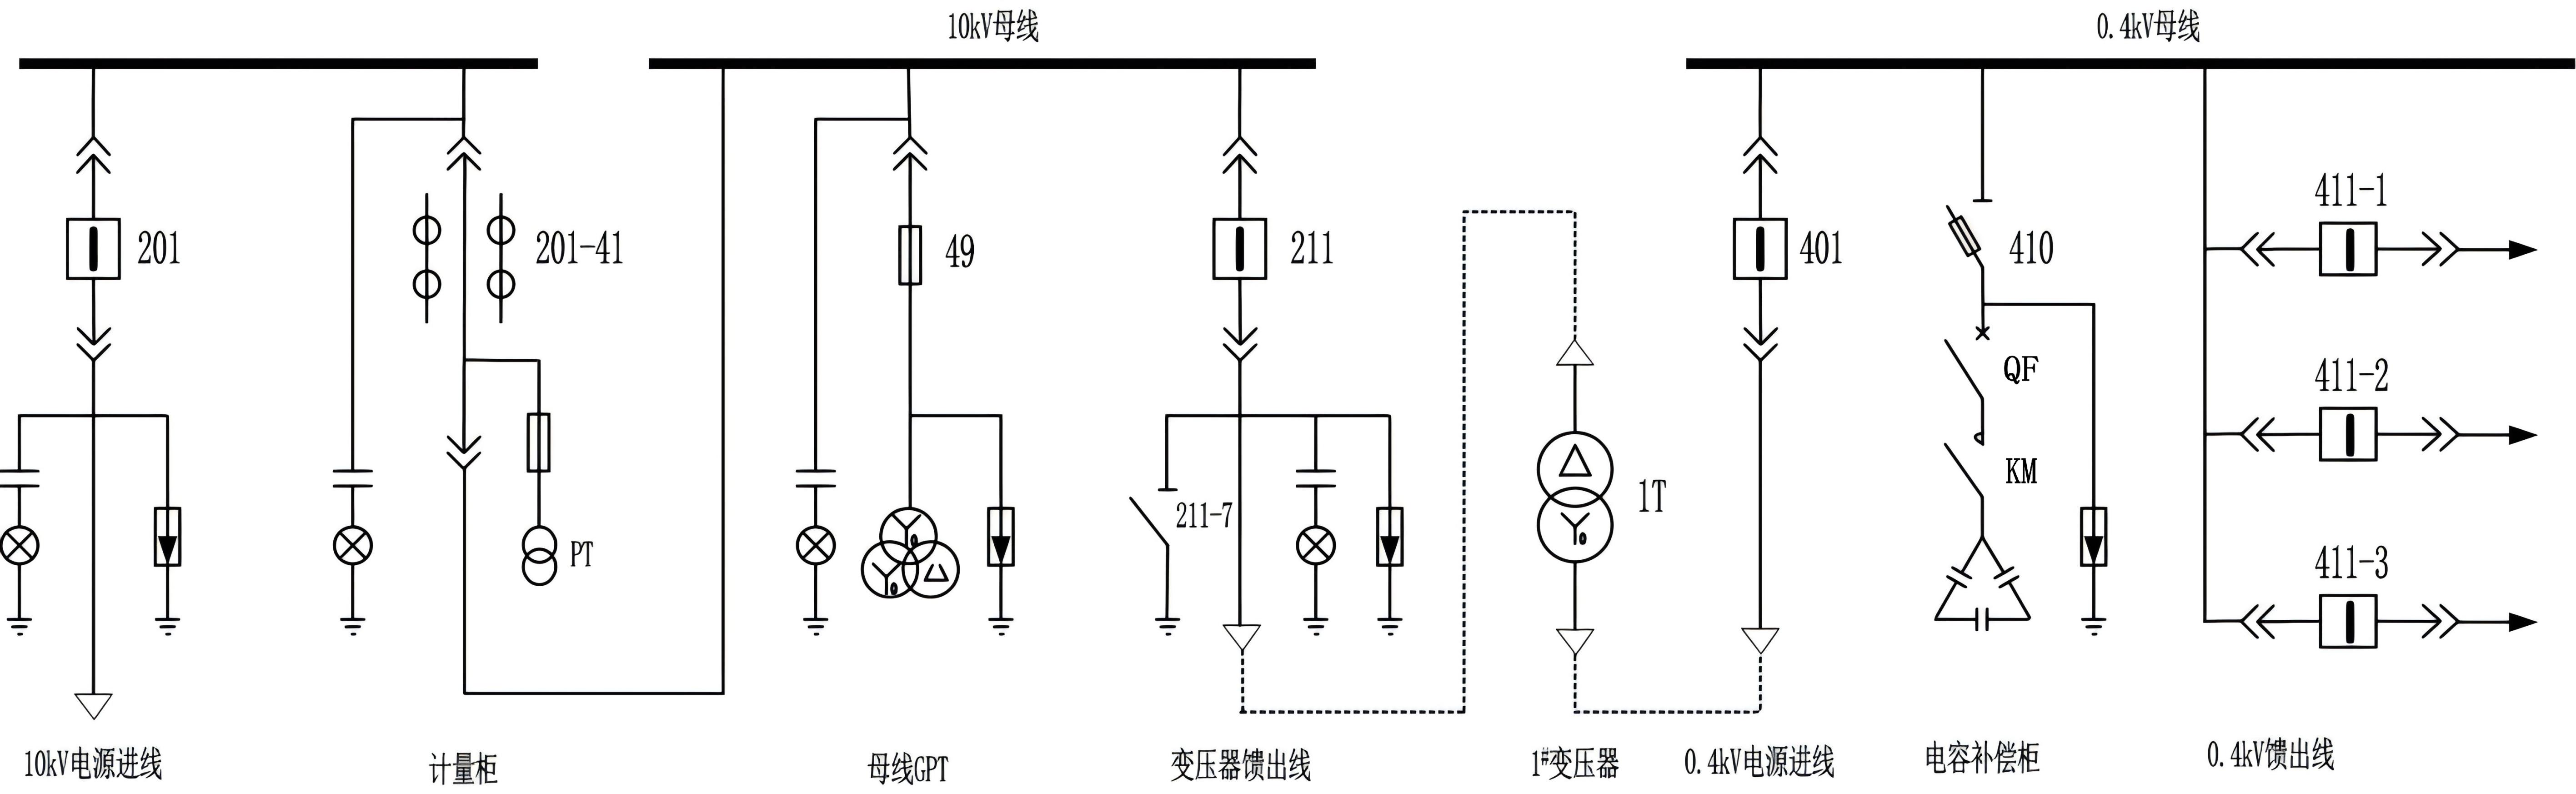 10kV母线
0.4kV母线
201
201-41
49
211
401
410
411-1
QF
411-2
KM
1T
211-7
PT
411-3
10kV电源进线
计量柜
母线GPT
变压器馈出线
1#变压器
0.4kV电源进线
电容补偿柜
0.4kV馈出线